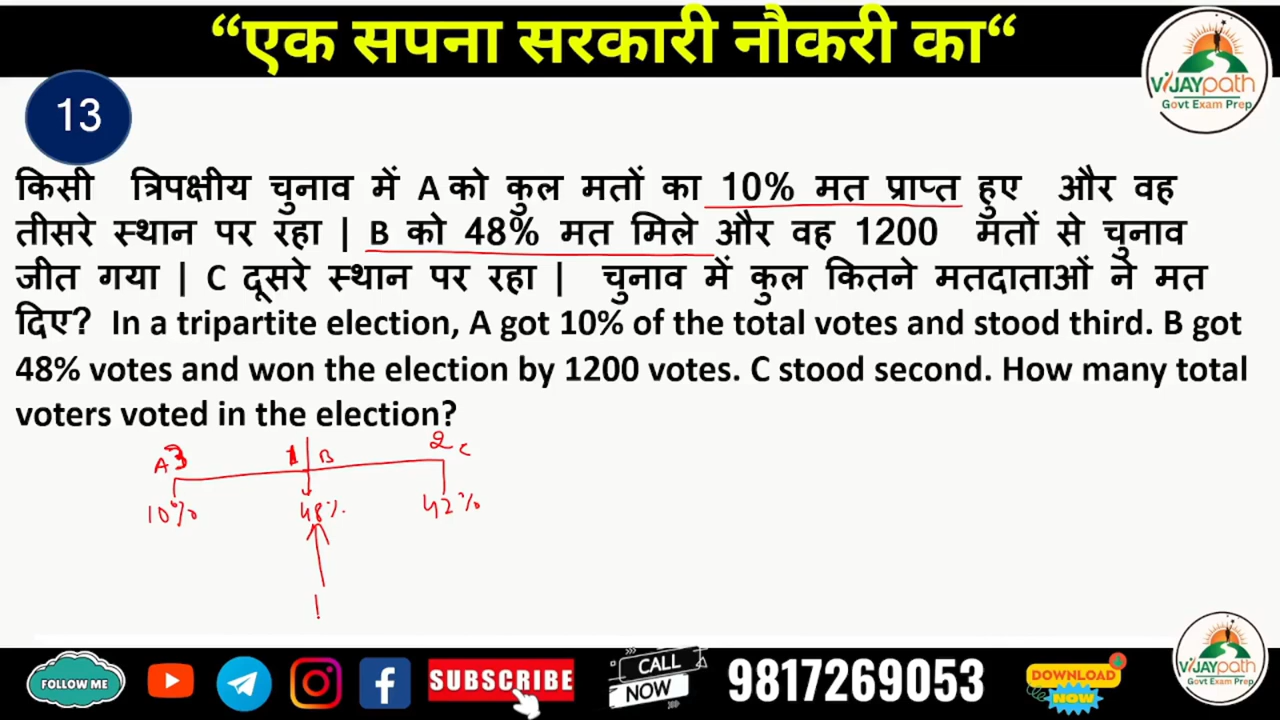 “एक सपना सरकारी नौकरी का“
VIJAYpath
Govt Exam Prep
13
किसी त्रिपक्षीय चुनाव में A को कुल मतों का 10% मत प्राप्त हुए और वह
तीसरे स्थान पर रहा | B को 48% मत मिले और वह 1200 मतों से चुनाव
जीत गया | C दूसरे स्थान पर रहा | चुनाव में कुल कितने मतदाताओं ने मत
दिए? In a tripartite election, A got 10% of the total votes and stood third. B got
48% votes and won the election by 1200 votes. C stood second. How many total
voters voted in the election?
A 3 1 B 2 C
10% 48% 42%
1
FOLLOW ME
SUBSCRIBE
CALL
NOW
9817269053
DOWNLOAD
NOW
VIJAYpath
Govt Exam Prep